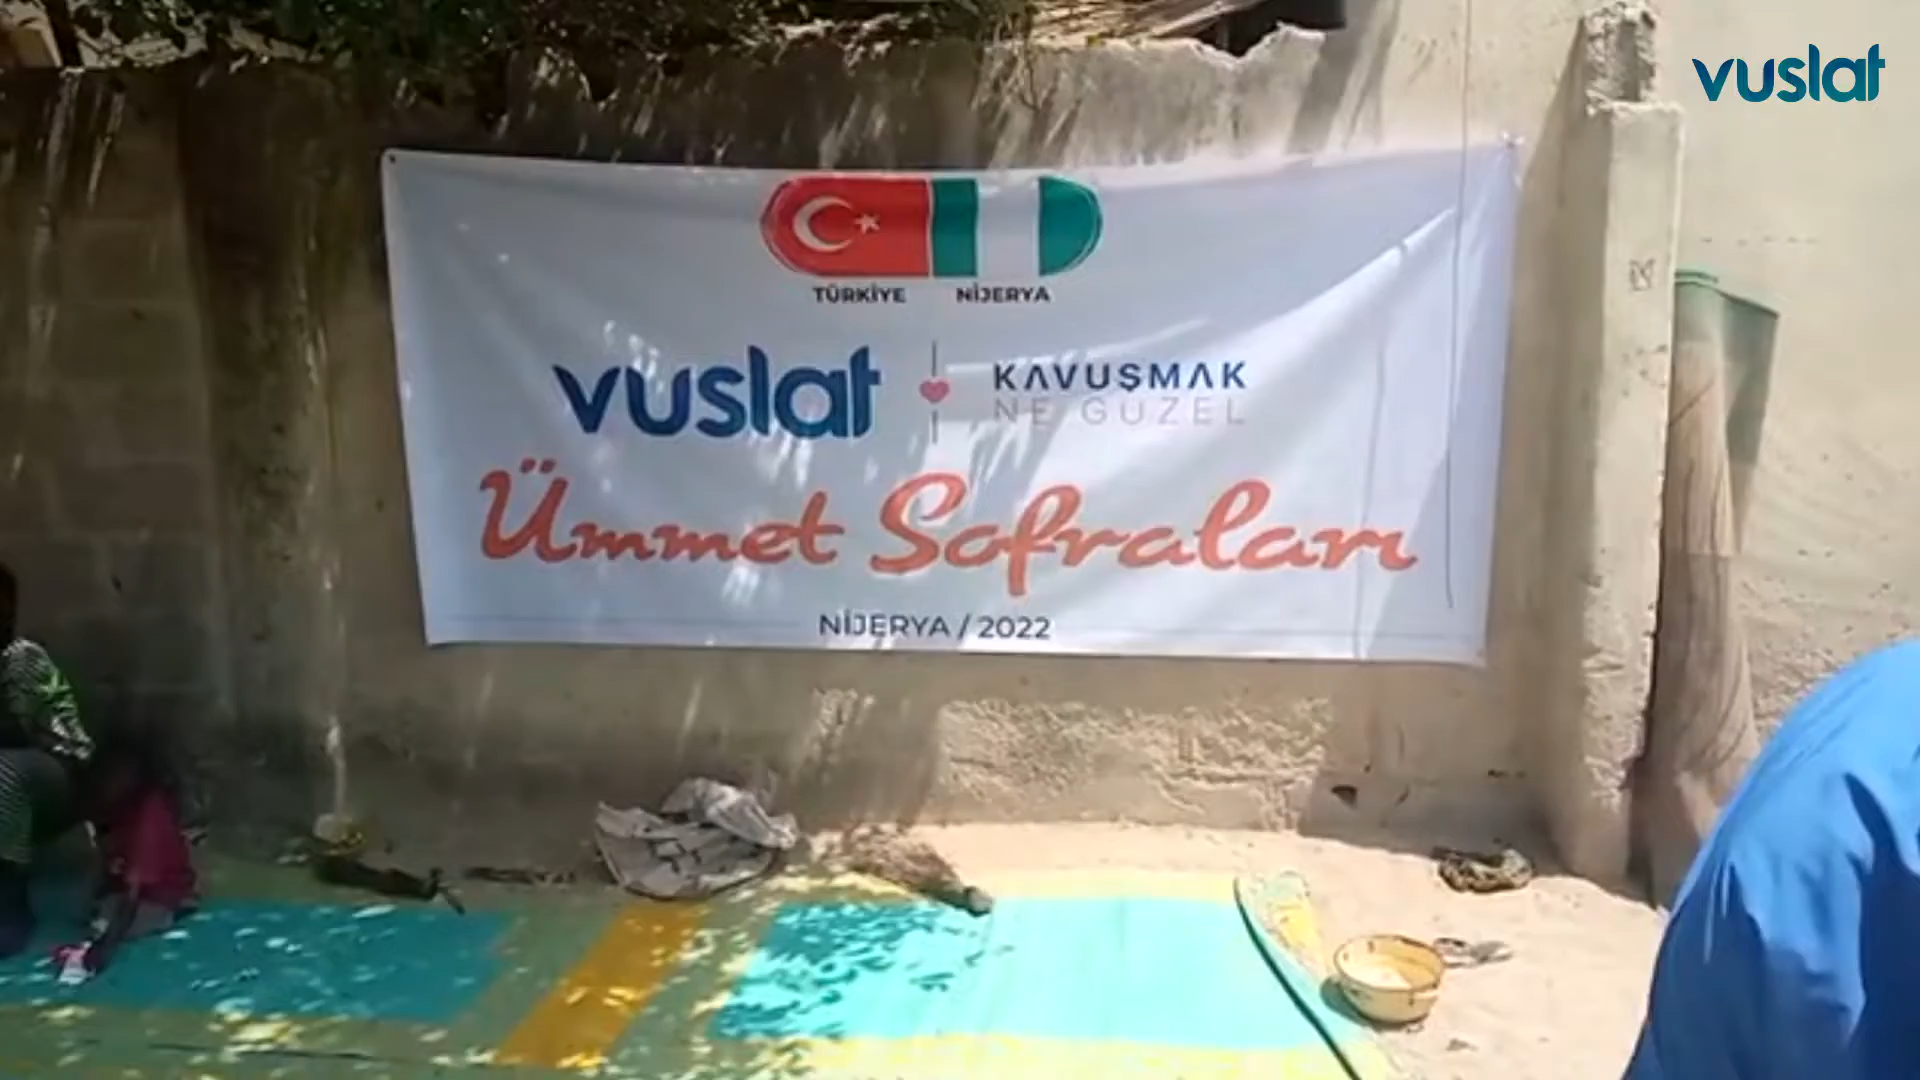 vuslat
TÜRKİYE NİJERYA
vuslat KAVUŞMAK
NE GÜZEL
Ümmet Sofraları
NİJERYA / 2022